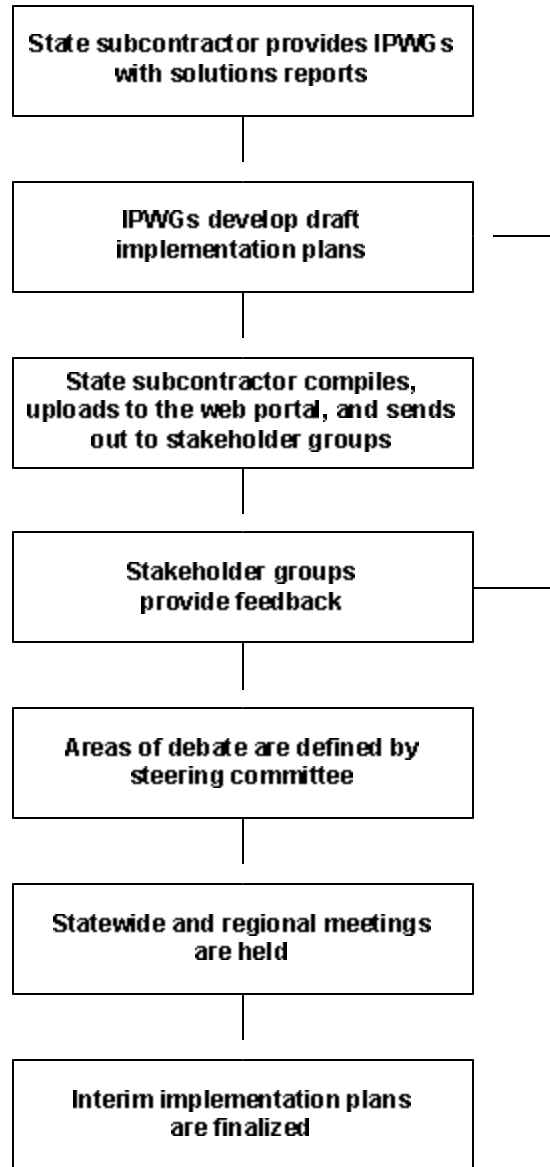 State subcontractor provides IPWGs
with solutions reports
IPWGs develop draft
implementation plans
State subcontractor compiles,
uploads to the web portal, and sends
out to stakeholder groups
Stakeholder groups
provide feedback
Areas of debate are defined by
steering committee
Statewide and regional meetings
are held
Interim implementation plans
are finalized